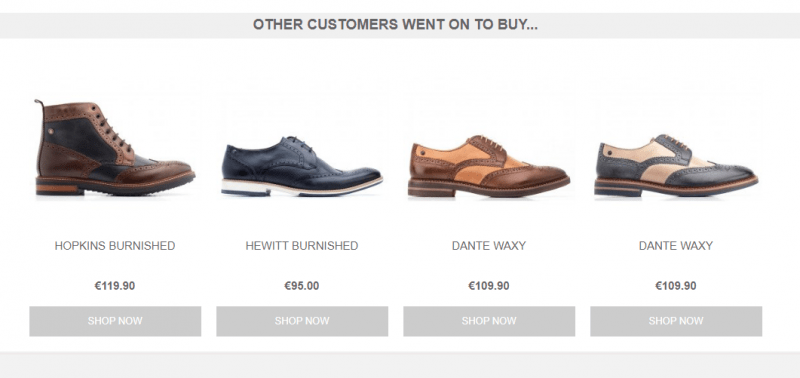 OTHER CUSTOMERS WENT ON TO BUY...
HOPKINS BURNISHED
HEWITT BURNISHED
DANTE WAXY
DANTE WAXY
€119.90
€95.00
€109.90
€109.90
SHOP NOW
SHOP NOW
SHOP NOW
SHOP NOW